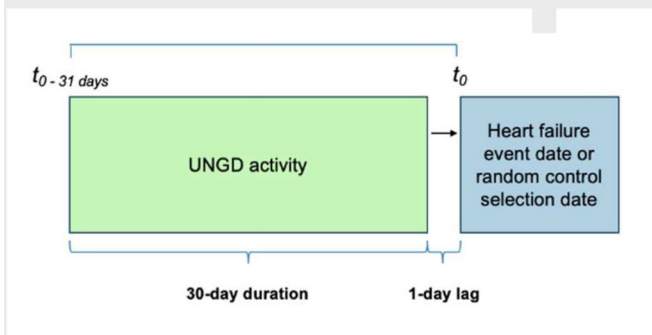 t0 - 31 days
t0
UNGD activity
Heart failure
event date or
random control
selection date
30-day duration
1-day lag